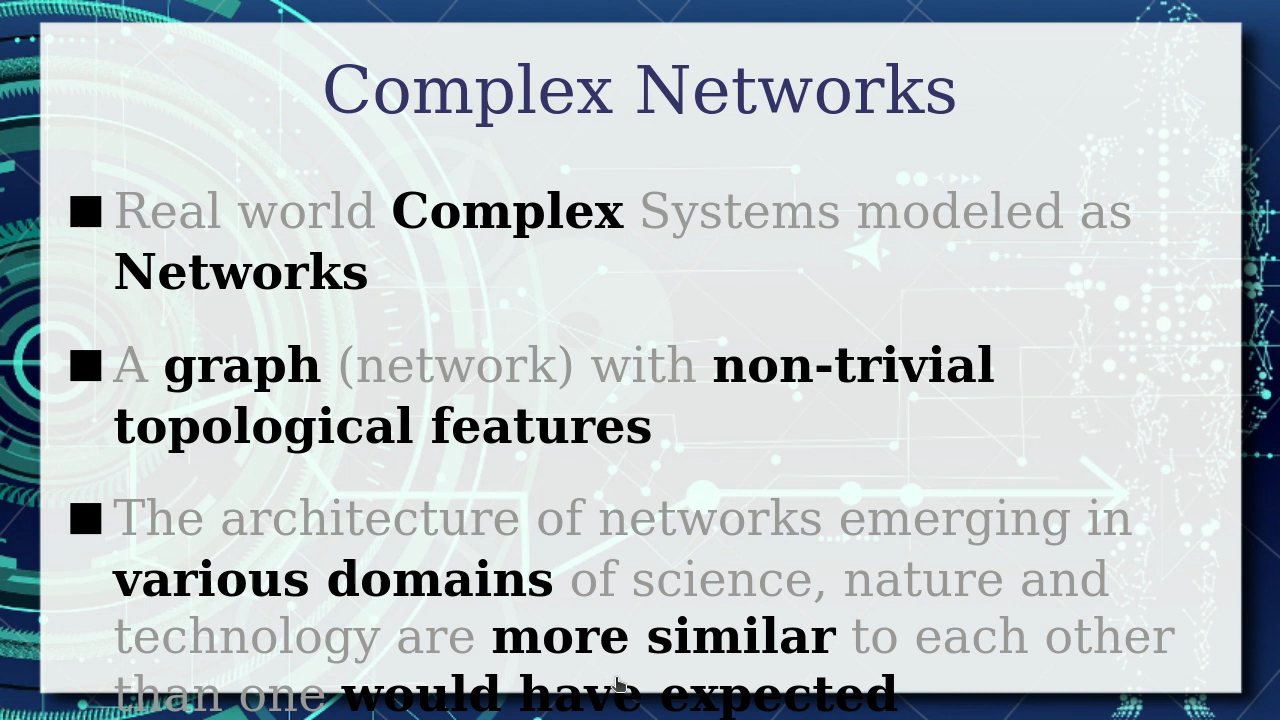 Complex Networks
■ Real world Complex Systems modeled as
Networks
■ A graph (network) with non-trivial
topological features
■ The architecture of networks emerging in
various domains of science, nature and
technology are more similar to each other
than one would have expected